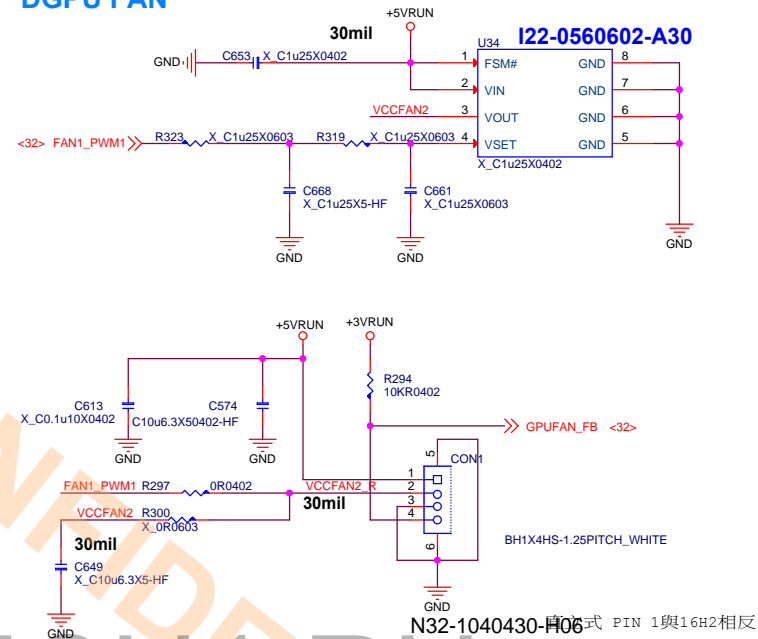 DGPU FAN
+5VRUN
30mil
U34
I22-0560602-A30
GND
C653
X_C1u25X0402
1
FSM#
GND
8
2
VIN
GND
7
VCCFAN2
3
VOUT
GND
6
<32> FAN1_PWM1
R323
X_C1u25X0603
R319
X_C1u25X0603
4
VSET
GND
5
X_C1u25X0402
C668
X_C1u25X5-HF
C661
X_C1u25X0603
GND
GND
GND
+5VRUN
+3VRUN
R294
10KR0402
C613
X_C0.1u10X0402
C574
C10u6.3X50402-HF
GPUFAN_FB <32>
GND
GND
5
CON1
1
FAN1_PWM1
R297
0R0402
VCCFAN2_R
2
30mil
3
VCCFAN2
R300
X_0R0603
4
30mil
BH1X4HS-1.25PITCH_WHITE
6
C649
X_C10u6.3X5-HF
GND
GND
N32-1040430-H06
式 PIN 1與16H2相反